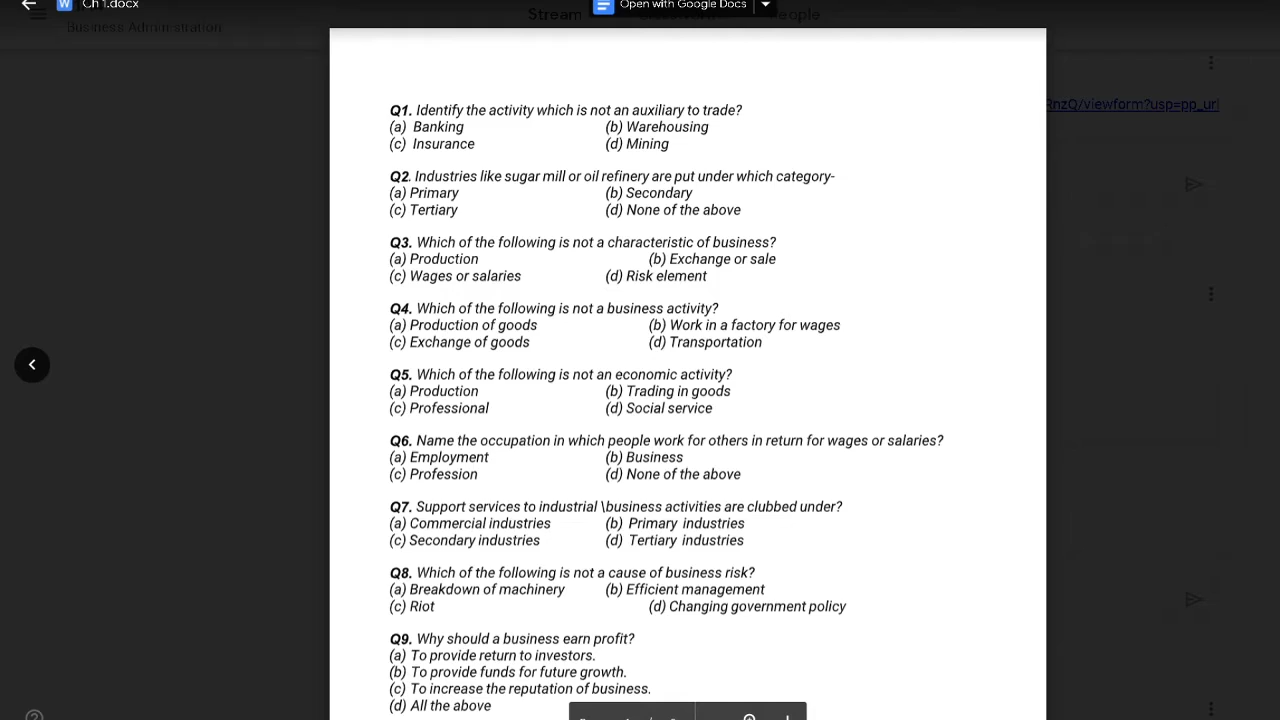 Ch 1.docx
Open with Google Docs
Stream
People
Business Administration
RnzQ/viewform?usp=pp_url
Q1. Identify the activity which is not an auxiliary to trade?
(a) Banking (b) Warehousing
(c) Insurance (d) Mining
Q2. Industries like sugar mill or oil refinery are put under which category-
(a) Primary (b) Secondary
(c) Tertiary (d) None of the above
Q3. Which of the following is not a characteristic of business?
(a) Production (b) Exchange or sale
(c) Wages or salaries (d) Risk element
Q4. Which of the following is not a business activity?
(a) Production of goods (b) Work in a factory for wages
(c) Exchange of goods (d) Transportation
Q5. Which of the following is not an economic activity?
(a) Production (b) Trading in goods
(c) Professional (d) Social service
Q6. Name the occupation in which people work for others in return for wages or salaries?
(a) Employment (b) Business
(c) Profession (d) None of the above
Q7. Support services to industrial \business activities are clubbed under?
(a) Commercial industries (b) Primary industries
(c) Secondary industries (d) Tertiary industries
Q8. Which of the following is not a cause of business risk?
(a) Breakdown of machinery (b) Efficient management
(c) Riot (d) Changing government policy
Q9. Why should a business earn profit?
(a) To provide return to investors.
(b) To provide funds for future growth.
(c) To increase the reputation of business.
(d) All the above